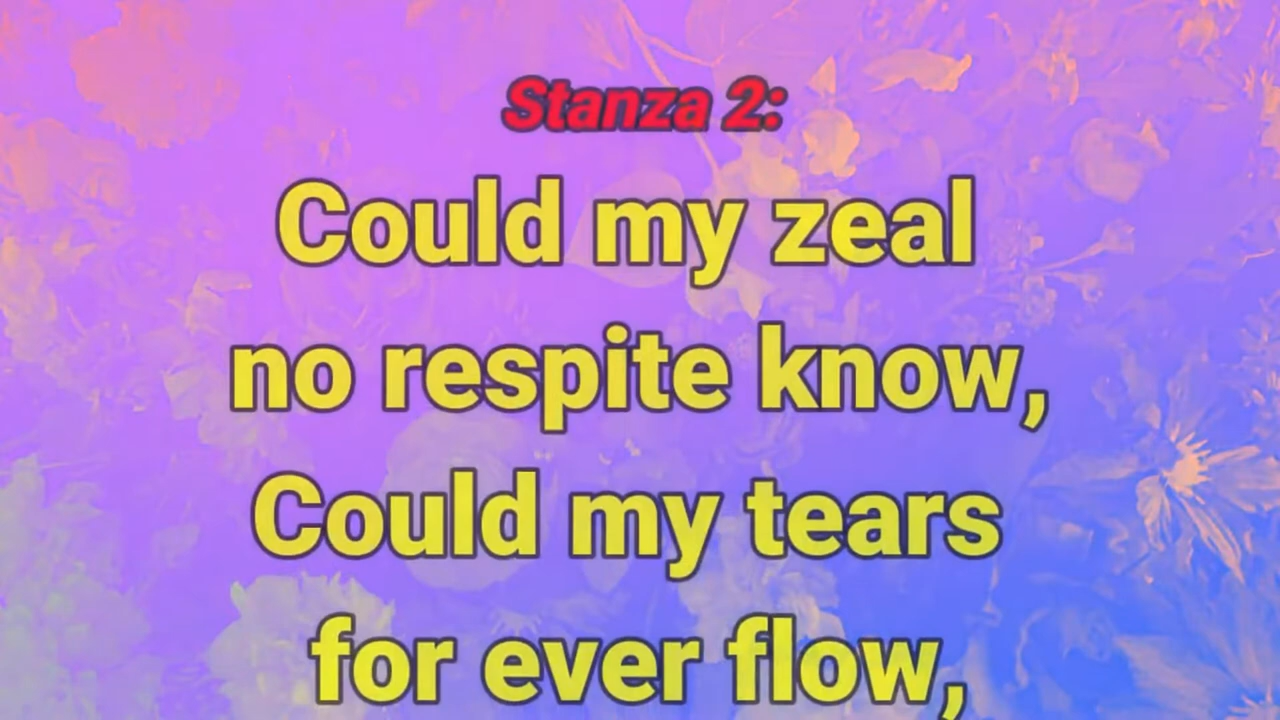 Stanza 2:
Could my zeal
no respite know,
Could my tears
for ever flow,